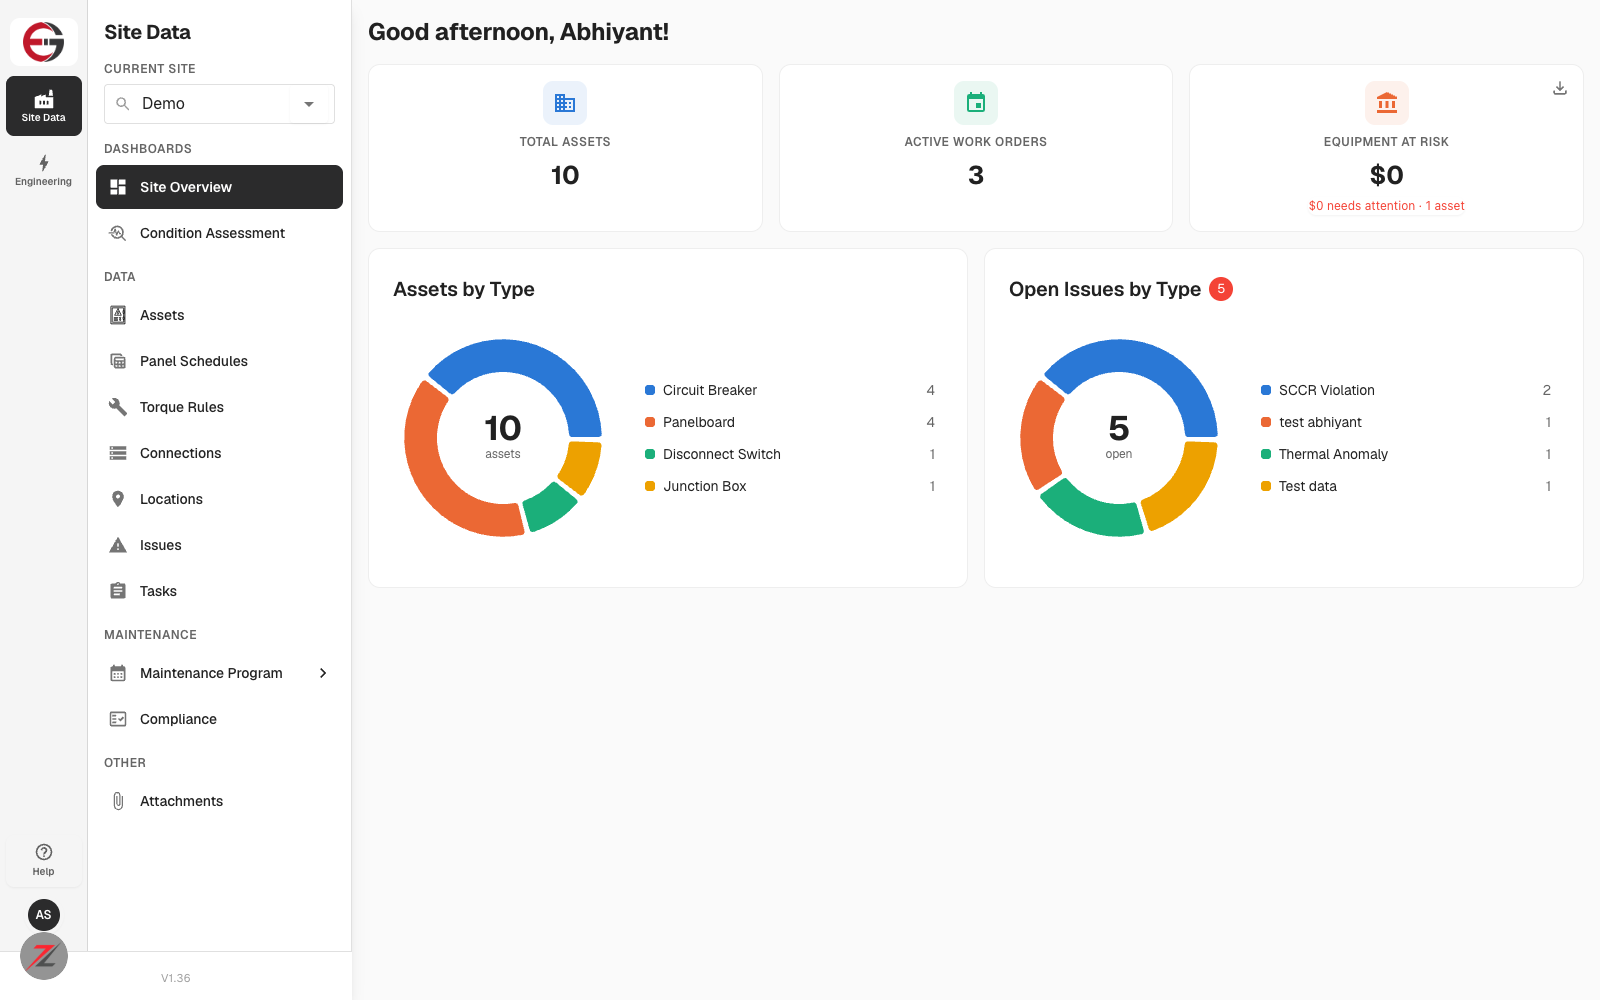 Site Data
Engineering
Help
AS
Site Data
CURRENT SITE
Demo
DASHBOARDS
Site Overview
Condition Assessment
DATA
Assets
Panel Schedules
Torque Rules
Connections
Locations
Issues
Tasks
MAINTENANCE
Maintenance Program
Compliance
OTHER
Attachments
V1.36
Good afternoon, Abhiyant!
TOTAL ASSETS
10
ACTIVE WORK ORDERS
3
EQUIPMENT AT RISK
$0
$0 needs attention · 1 asset
Assets by Type
10
assets
Circuit Breaker 4
Panelboard 4
Disconnect Switch 1
Junction Box 1
Open Issues by Type 5
5
open
SCCR Violation 2
test abhiyant 1
Thermal Anomaly 1
Test data 1